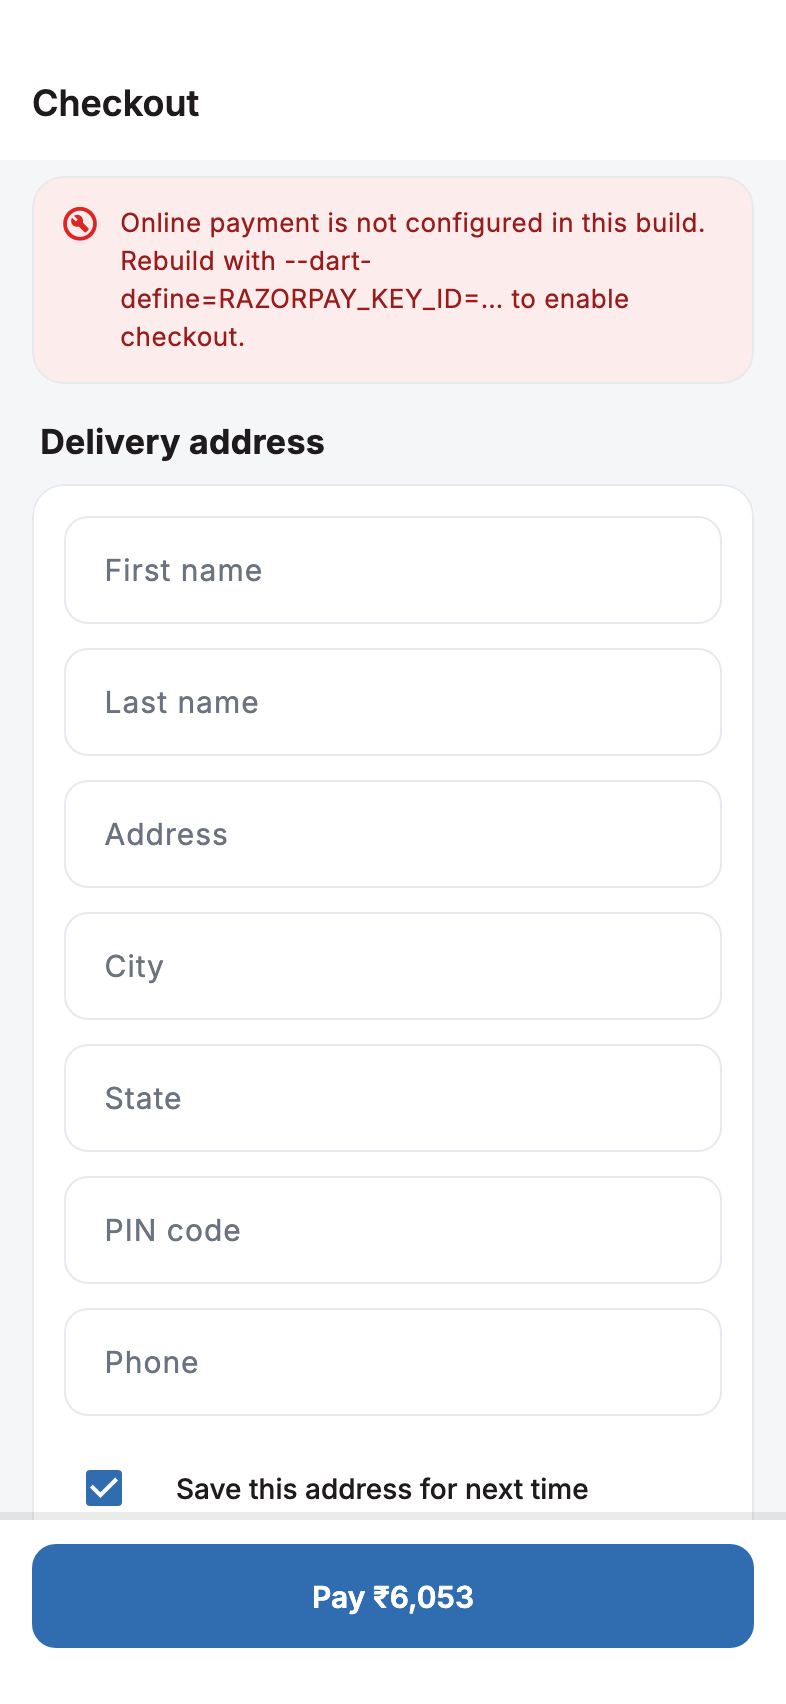 Checkout
Online payment is not configured in this build.
Rebuild with --dart-
define=RAZORPAY_KEY_ID=... to enable
checkout.
Delivery address
First name
Last name
Address
City
State
PIN code
Phone
Save this address for next time
Pay ₹6,053